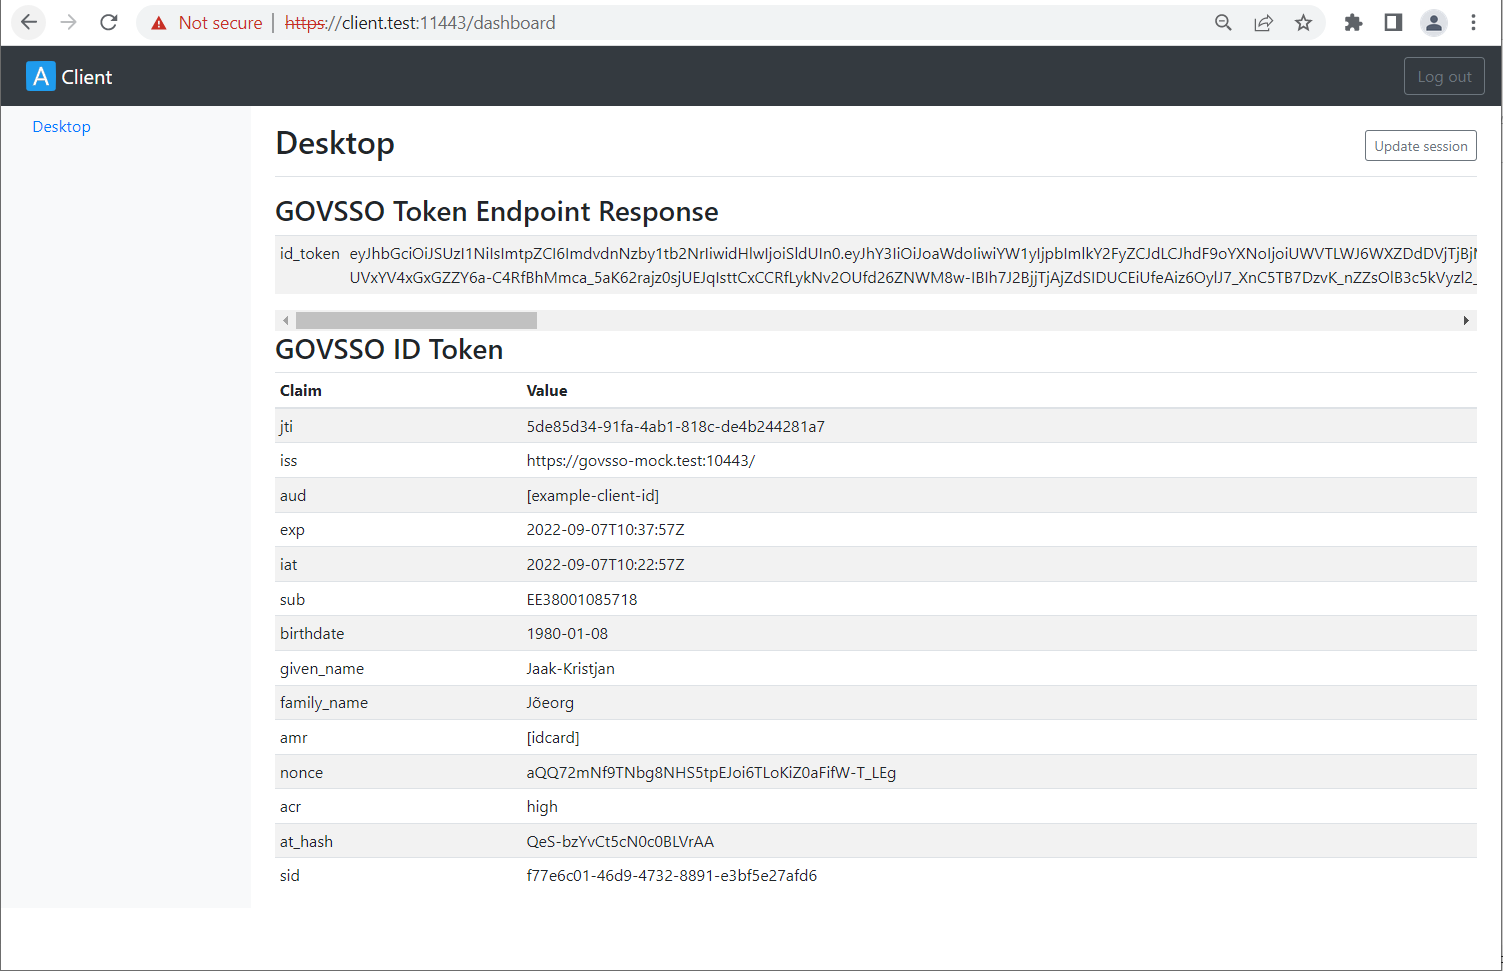 Not secure | https://client.test:11443/dashboard
A Client
Log out
Desktop
Desktop
Update session
GOVSSO Token Endpoint Response
id_token eyJhbGciOiJSUzI1NiIsImtpZCI6ImdvdnNzby1tb2NrIiwidHlwIjoiSldUIn0.eyJhY3IiOiJoaWdoIiwiYW1yIjpbImlkY2FyZCJdLCJhdF9oYXNoIjoiUWVTLWJ6WXZDdDVjTjBjM
UVxYV4xGxGZZY6a-C4RfBhMmca_5aK62rajz0sjUEJqIsttCxCCRfLykNv2OUfd26ZNWM8w-IBIh7J2BjjTjAjZdSIDUCEiUfeAiz6OylJ7_XnC5TB7DzvK_nZZsOlB3c5kVyzl2_
GOVSSO ID Token
Claim Value
jti 5de85d34-91fa-4ab1-818c-de4b244281a7
iss https://govsso-mock.test:10443/
aud [example-client-id]
exp 2022-09-07T10:37:57Z
iat 2022-09-07T10:22:57Z
sub EE38001085718
birthdate 1980-01-08
given_name Jaak-Kristjan
family_name Jõeorg
amr [idcard]
nonce aQQ72mNf9TNbg8NHS5tpEJoi6TLoKiZ0aFifW-T_LEg
acr high
at_hash QeS-bzYvCt5cN0c0BLVrAA
sid f77e6c01-46d9-4732-8891-e3bf5e27afd6